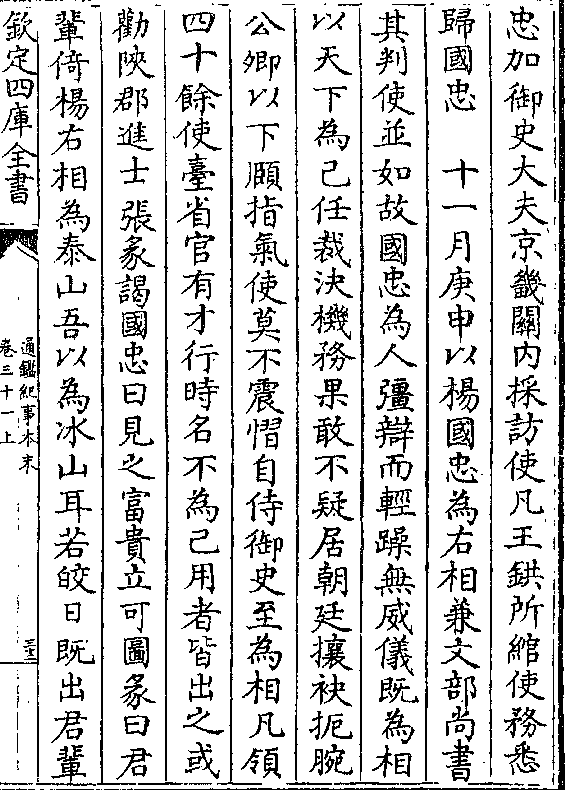 忠加御史大夫京畿關內採訪使凡王鉷所綰使務悉
歸國忠　十一月庚申以楊國忠為右相兼文部尚書
其判使並如故國忠為人彊辯而輕躁無威儀既為相
以天下為己任裁決機務果敢不疑居朝廷攘袂扼腕
公卿以下頤指氣使莫不震慴自侍御史至為相凡領
四十餘使臺省官有才行時名不為己用者皆出之或
勸陜郡進士張彖謁國忠曰見之富貴立可圖彖曰君
輩倚楊右相為泰山吾以為冰山耳若皎日既出君輩
欽定四庫全書
通鑑紀事本末
卷三十一上
三三